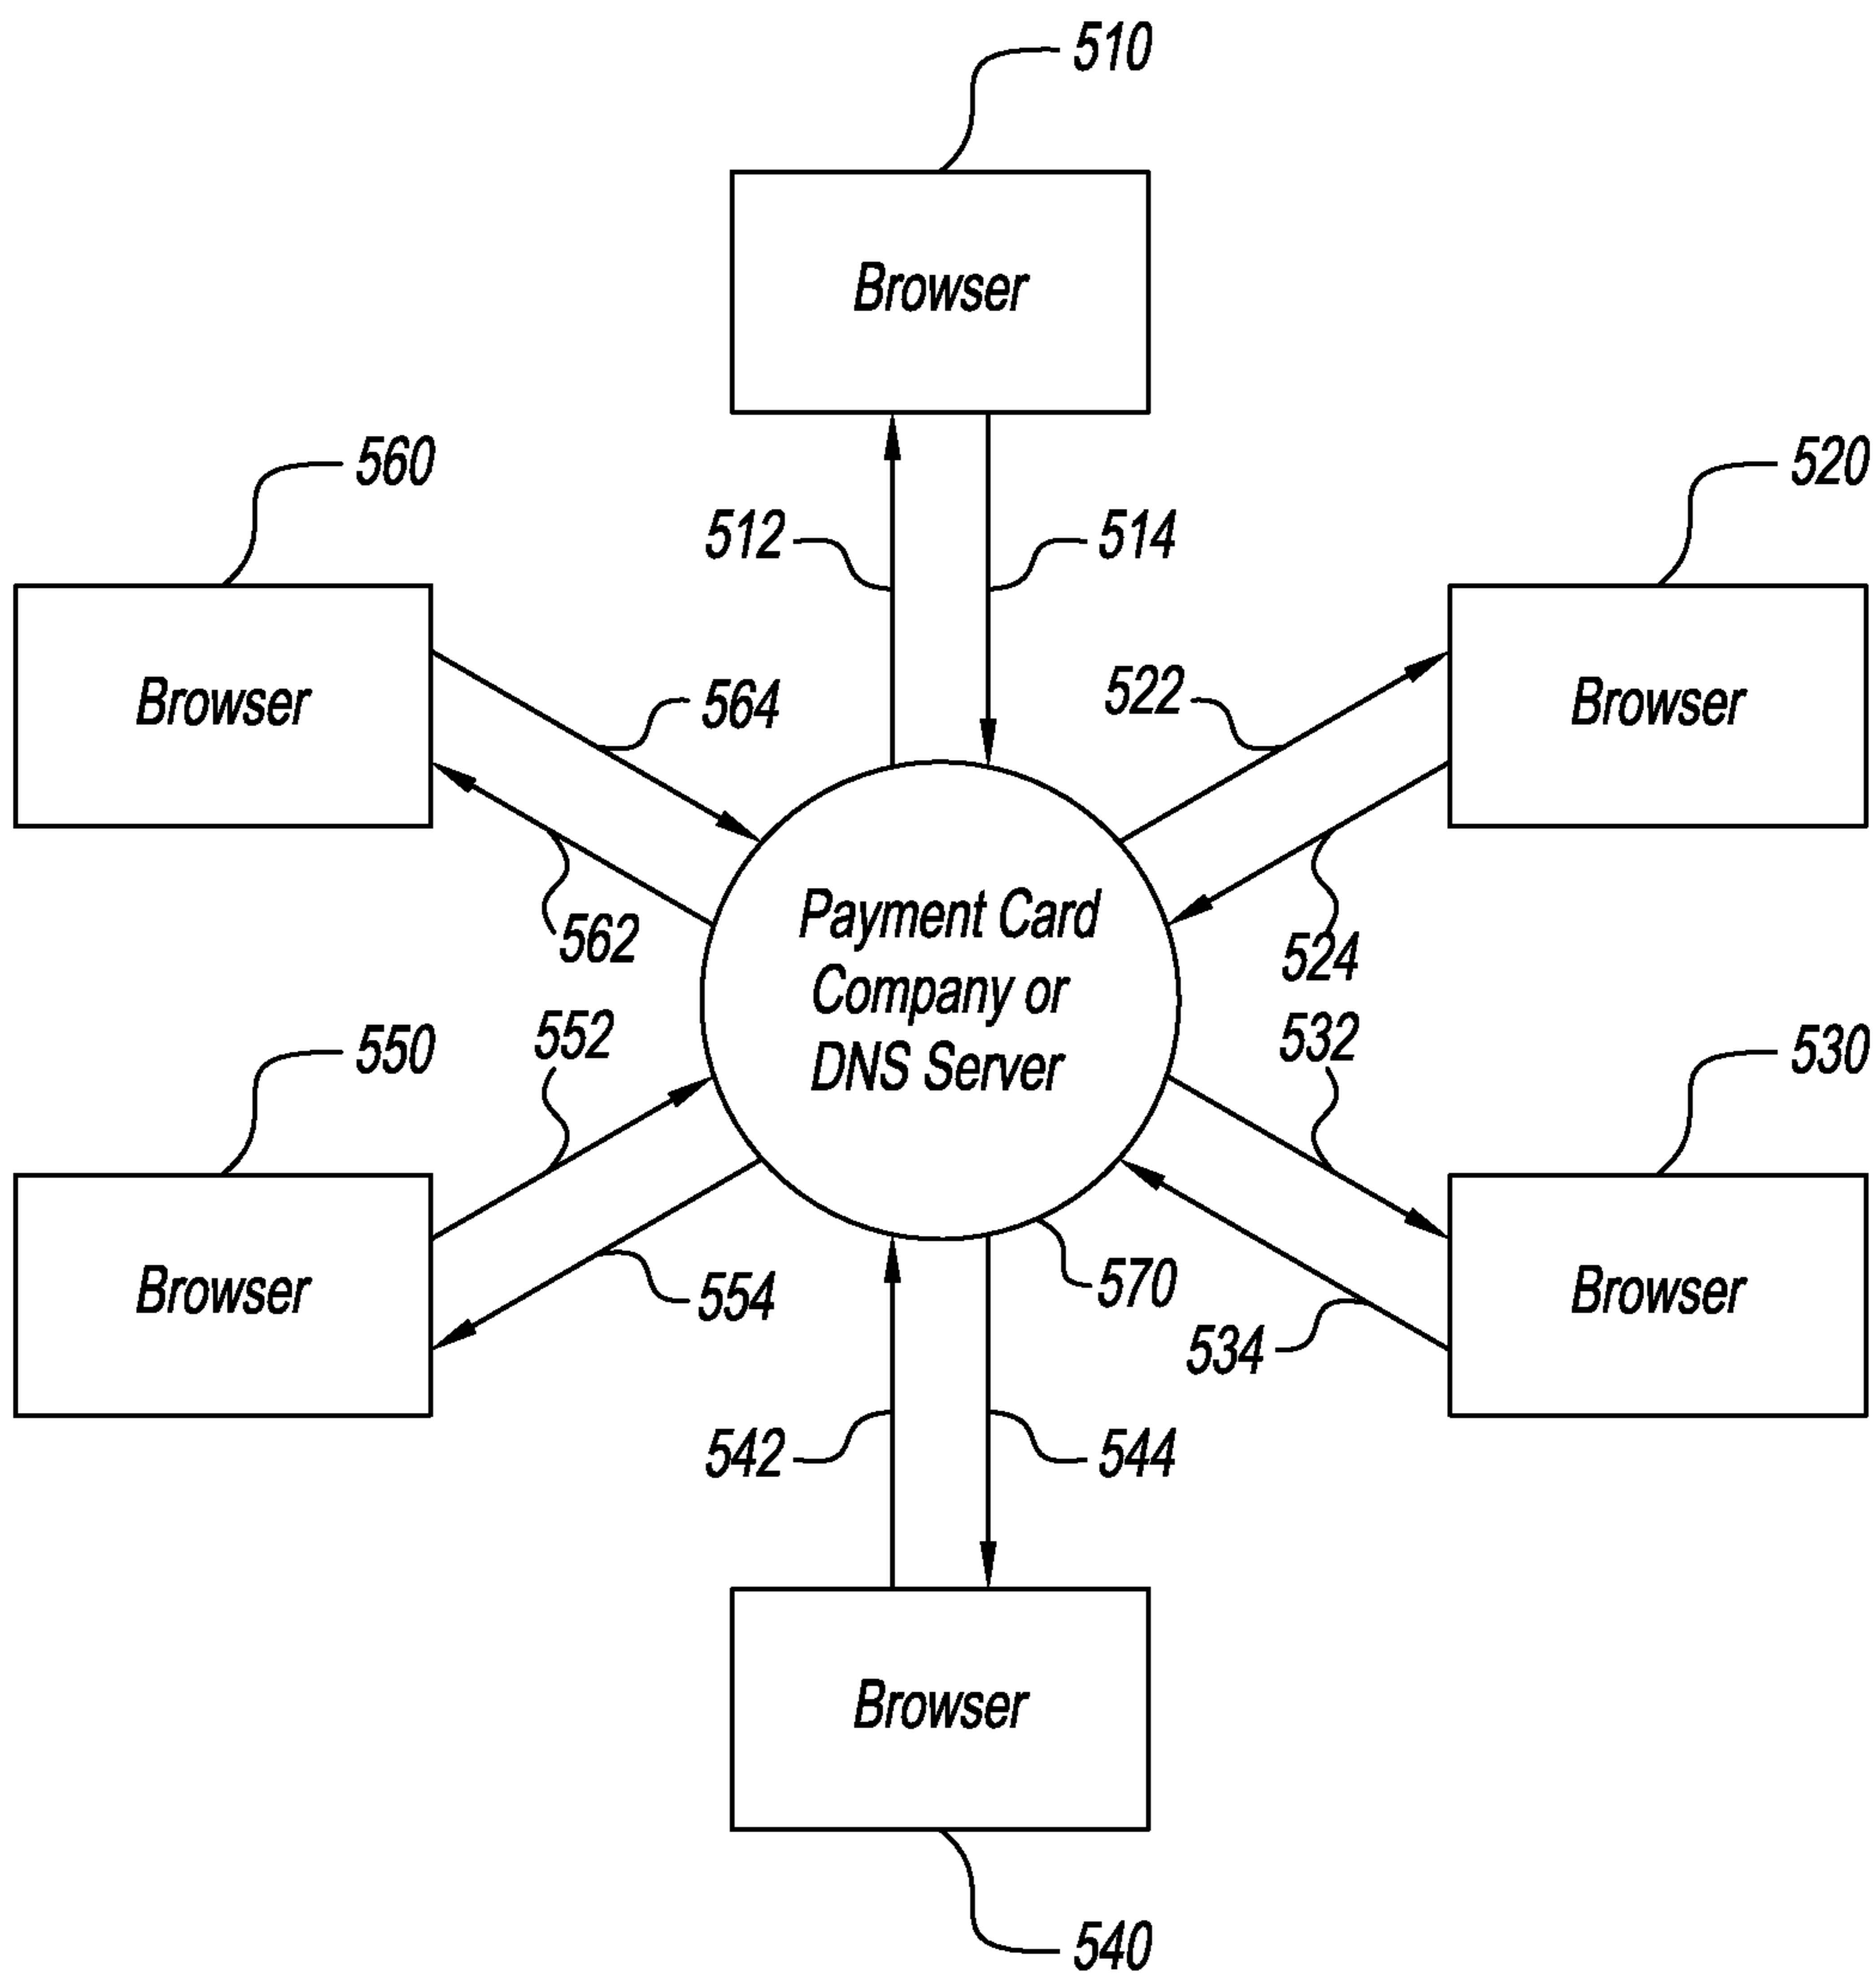 510
Browser
560
520
512
514
Browser
564
522
Browser
562
Payment Card
Company or
DNS Server
524
550
552
532
530
Browser
554
570
534
Browser
542
544
Browser
540